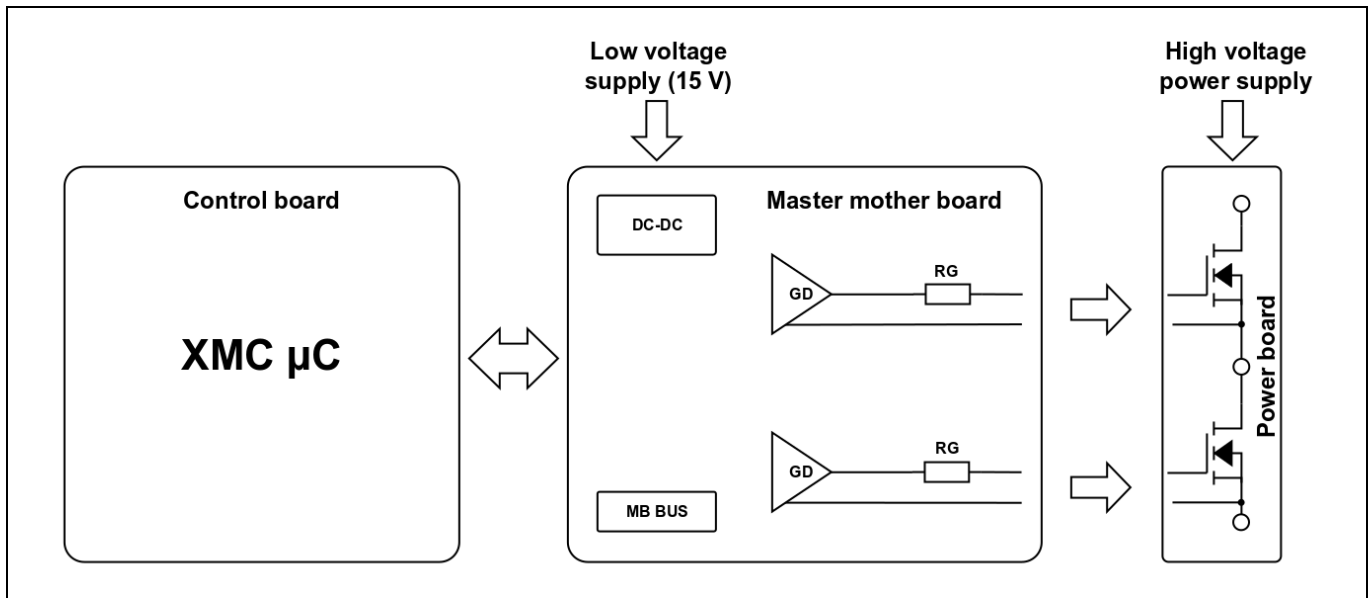 Low voltage
supply (15 V)
High voltage
power supply
Control board
XMC µC
Master mother board
DC-DC
GD
RG
GD
RG
MB BUS
Power board